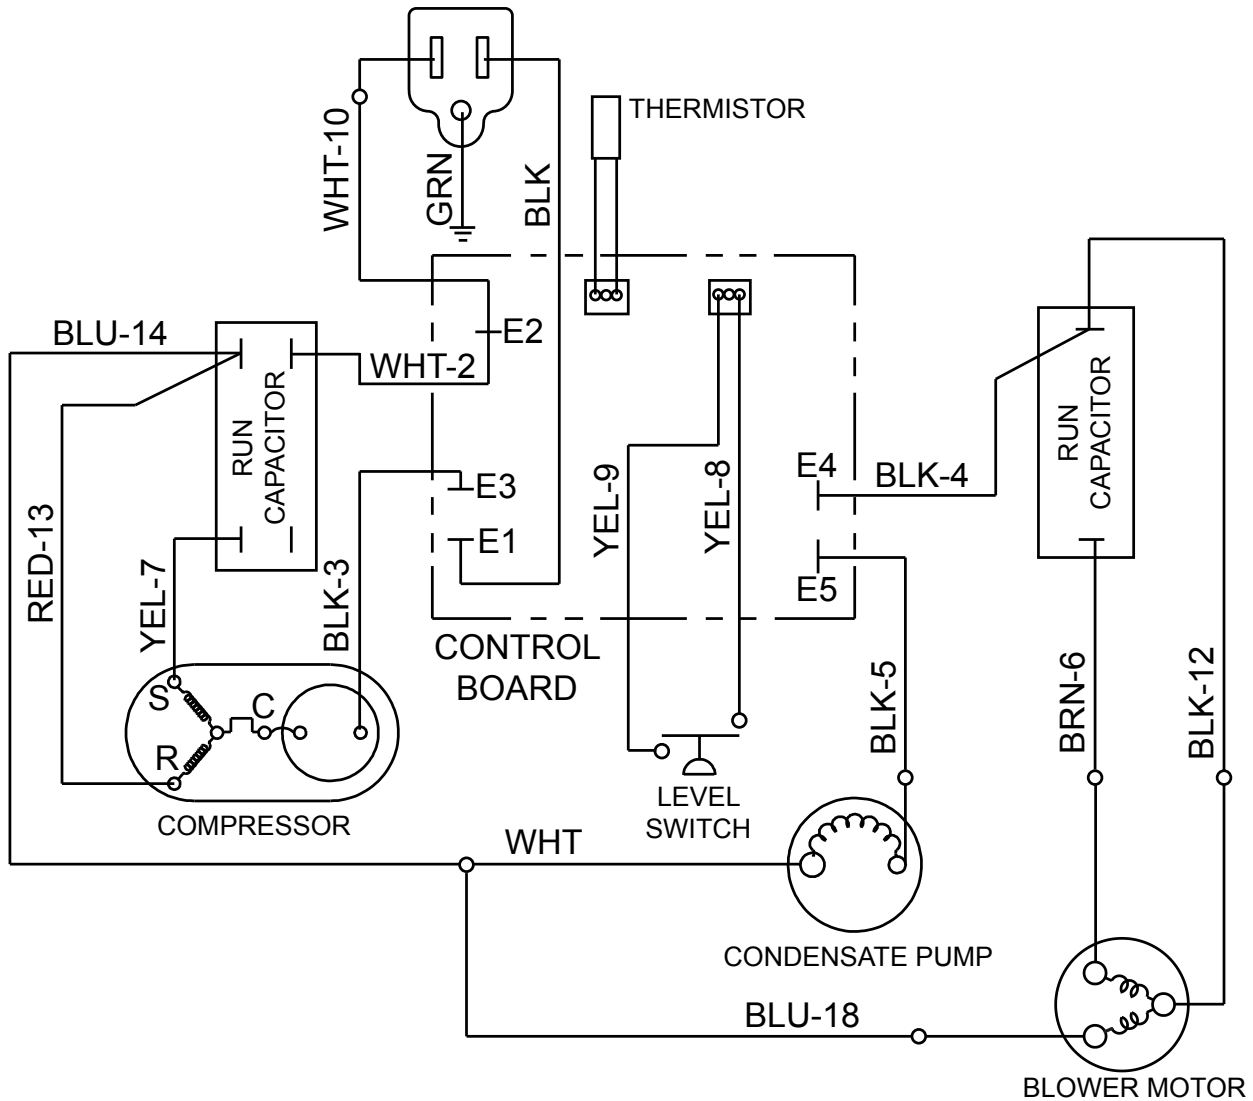 THERMISTOR
WHT-10
GRN
BLK
BLU-14
E2
WHT-2
RUN
CAPACITOR
RUN
CAPACITOR
E4
BLK-4
E3
YEL-9
YEL-8
E1
RED-13
YEL-7
BLK-3
E5
CONTROL
BOARD
S
C
R
BLK-5
BRN-6
BLK-12
LEVEL
SWITCH
COMPRESSOR
WHT
CONDENSATE PUMP
BLU-18
BLOWER MOTOR